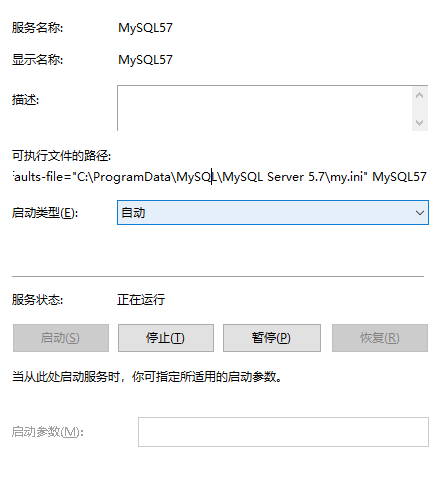 服务名称: MySQL57
显示名称: MySQL57
描述:
可执行文件的路径:
faults-file="C:\ProgramData\MySQL\MySQL Server 5.7\my.ini" MySQL57
启动类型(E): 自动
服务状态: 正在运行
启动(S) 停止(T) 暂停(P) 恢复(R)
当从此处启动服务时，你可指定所适用的启动参数。
启动参数(M):